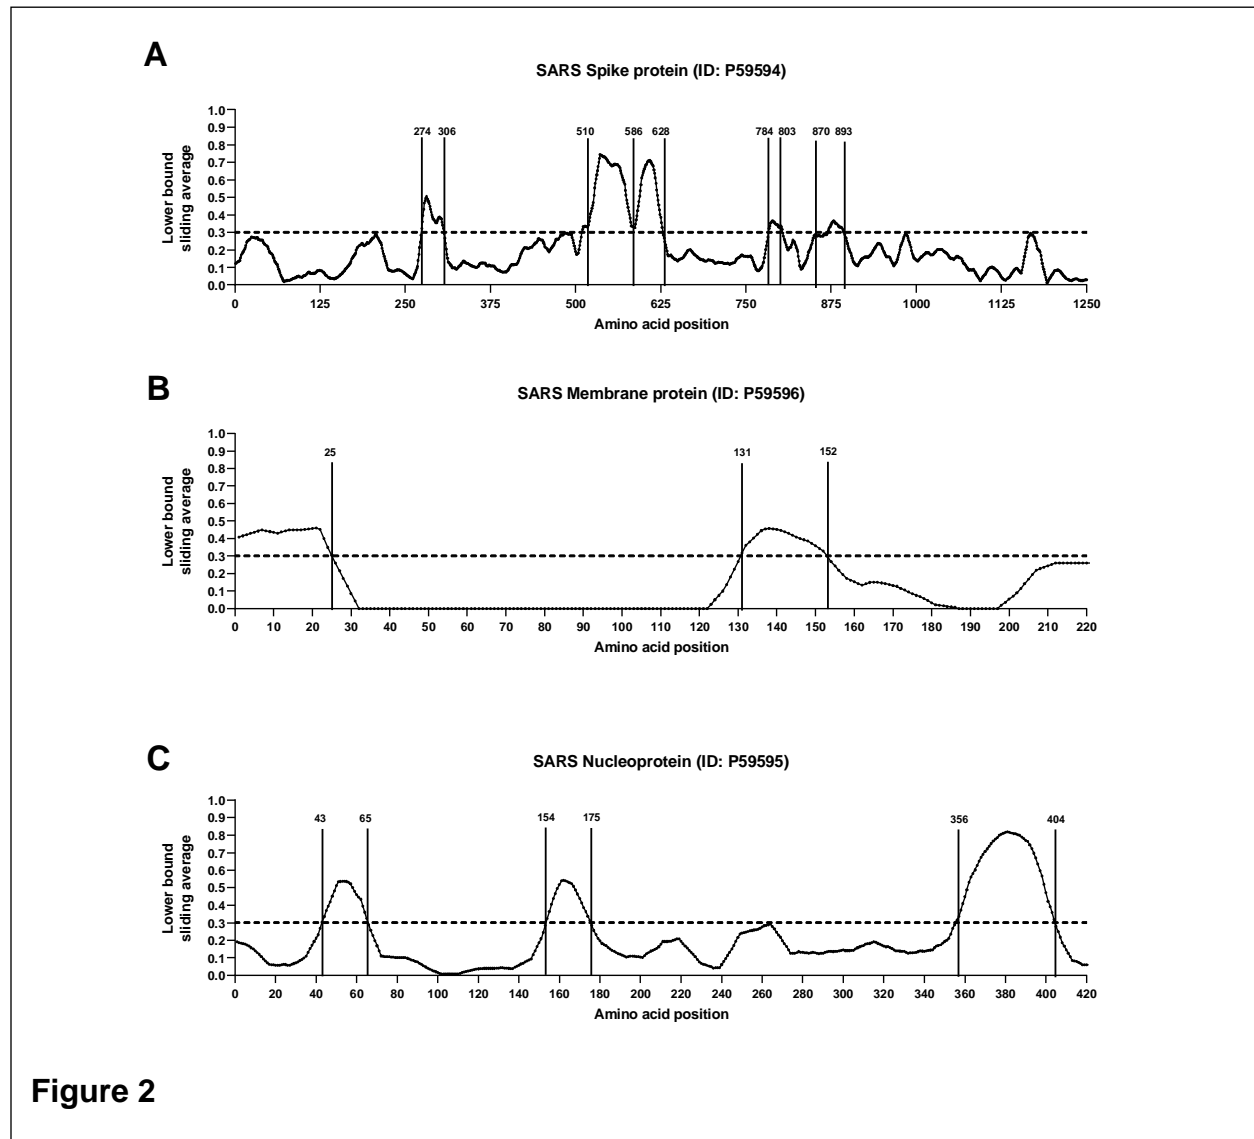 A
SARS Spike protein (ID: P59594)
Lower bound
sliding average
1.0
0.9
0.8
0.7
0.6
0.5
0.4
0.3
0.2
0.1
0.0
274 306 510 586 628 784 803 870 893
0 125 250 375 500 625 750 875 1000 1125 1250
Amino acid position
B
SARS Membrane protein (ID: P59596)
Lower bound
sliding average
1.0
0.9
0.8
0.7
0.6
0.5
0.4
0.3
0.2
0.1
0.0
25 131 152
0 10 20 30 40 50 60 70 80 90 100 110 120 130 140 150 160 170 180 190 200 210 220
Amino acid position
C
SARS Nucleoprotein (ID: P59595)
Lower bound
sliding average
1.0
0.9
0.8
0.7
0.6
0.5
0.4
0.3
0.2
0.1
0.0
43 65 154 175 356 404
0 20 40 60 80 100 120 140 160 180 200 220 240 260 280 300 320 340 360 380 400 420
Amino acid position
Figure 2